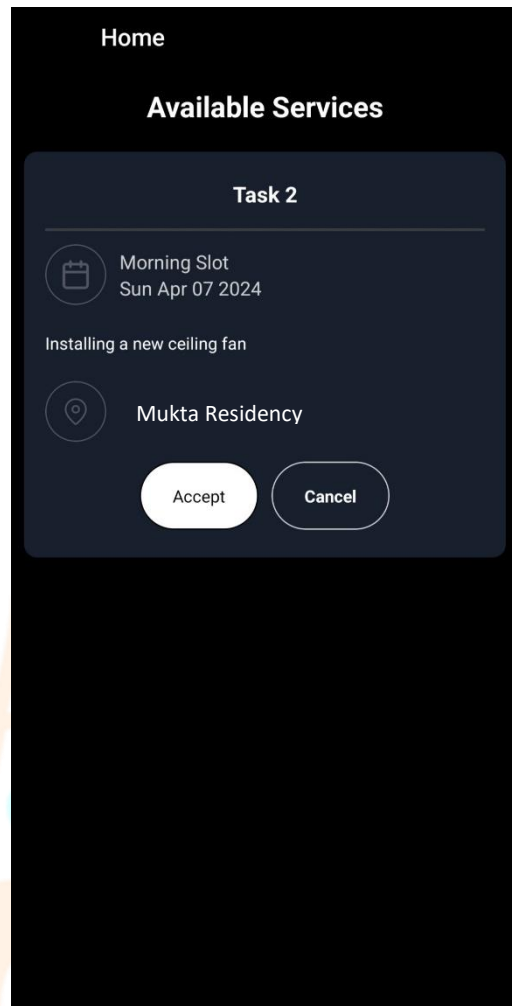 Home
Available Services
Task 2
Morning Slot
Sun Apr 07 2024
Installing a new ceiling fan
Mukta Residency
Accept Cancel